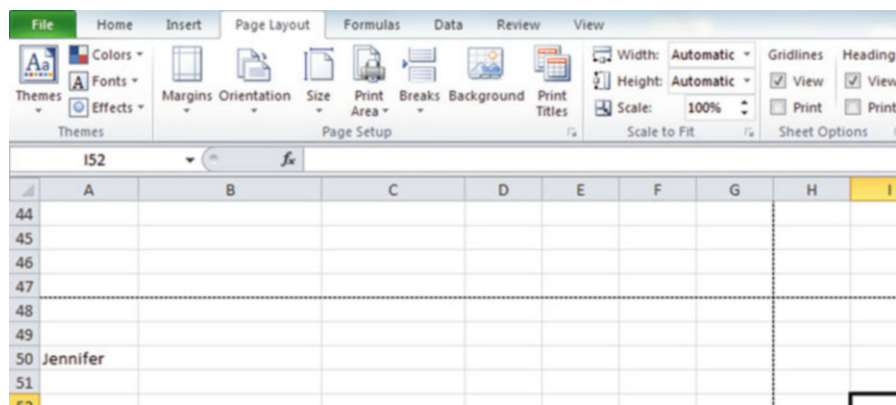 File Home Insert Page Layout Formulas Data Review View
Colors Width: Automatic Gridlines Heading
Aa A Fonts Height: Automatic View View
Themes Effects Margins Orientation Size Print Area Breaks Background Print Titles Scale: 100% Print Print
Themes Page Setup Scale to Fit Sheet Options
I52 fx
A B C D E F G H I
44
45
46
47
48
49
50 Jennifer
51
52